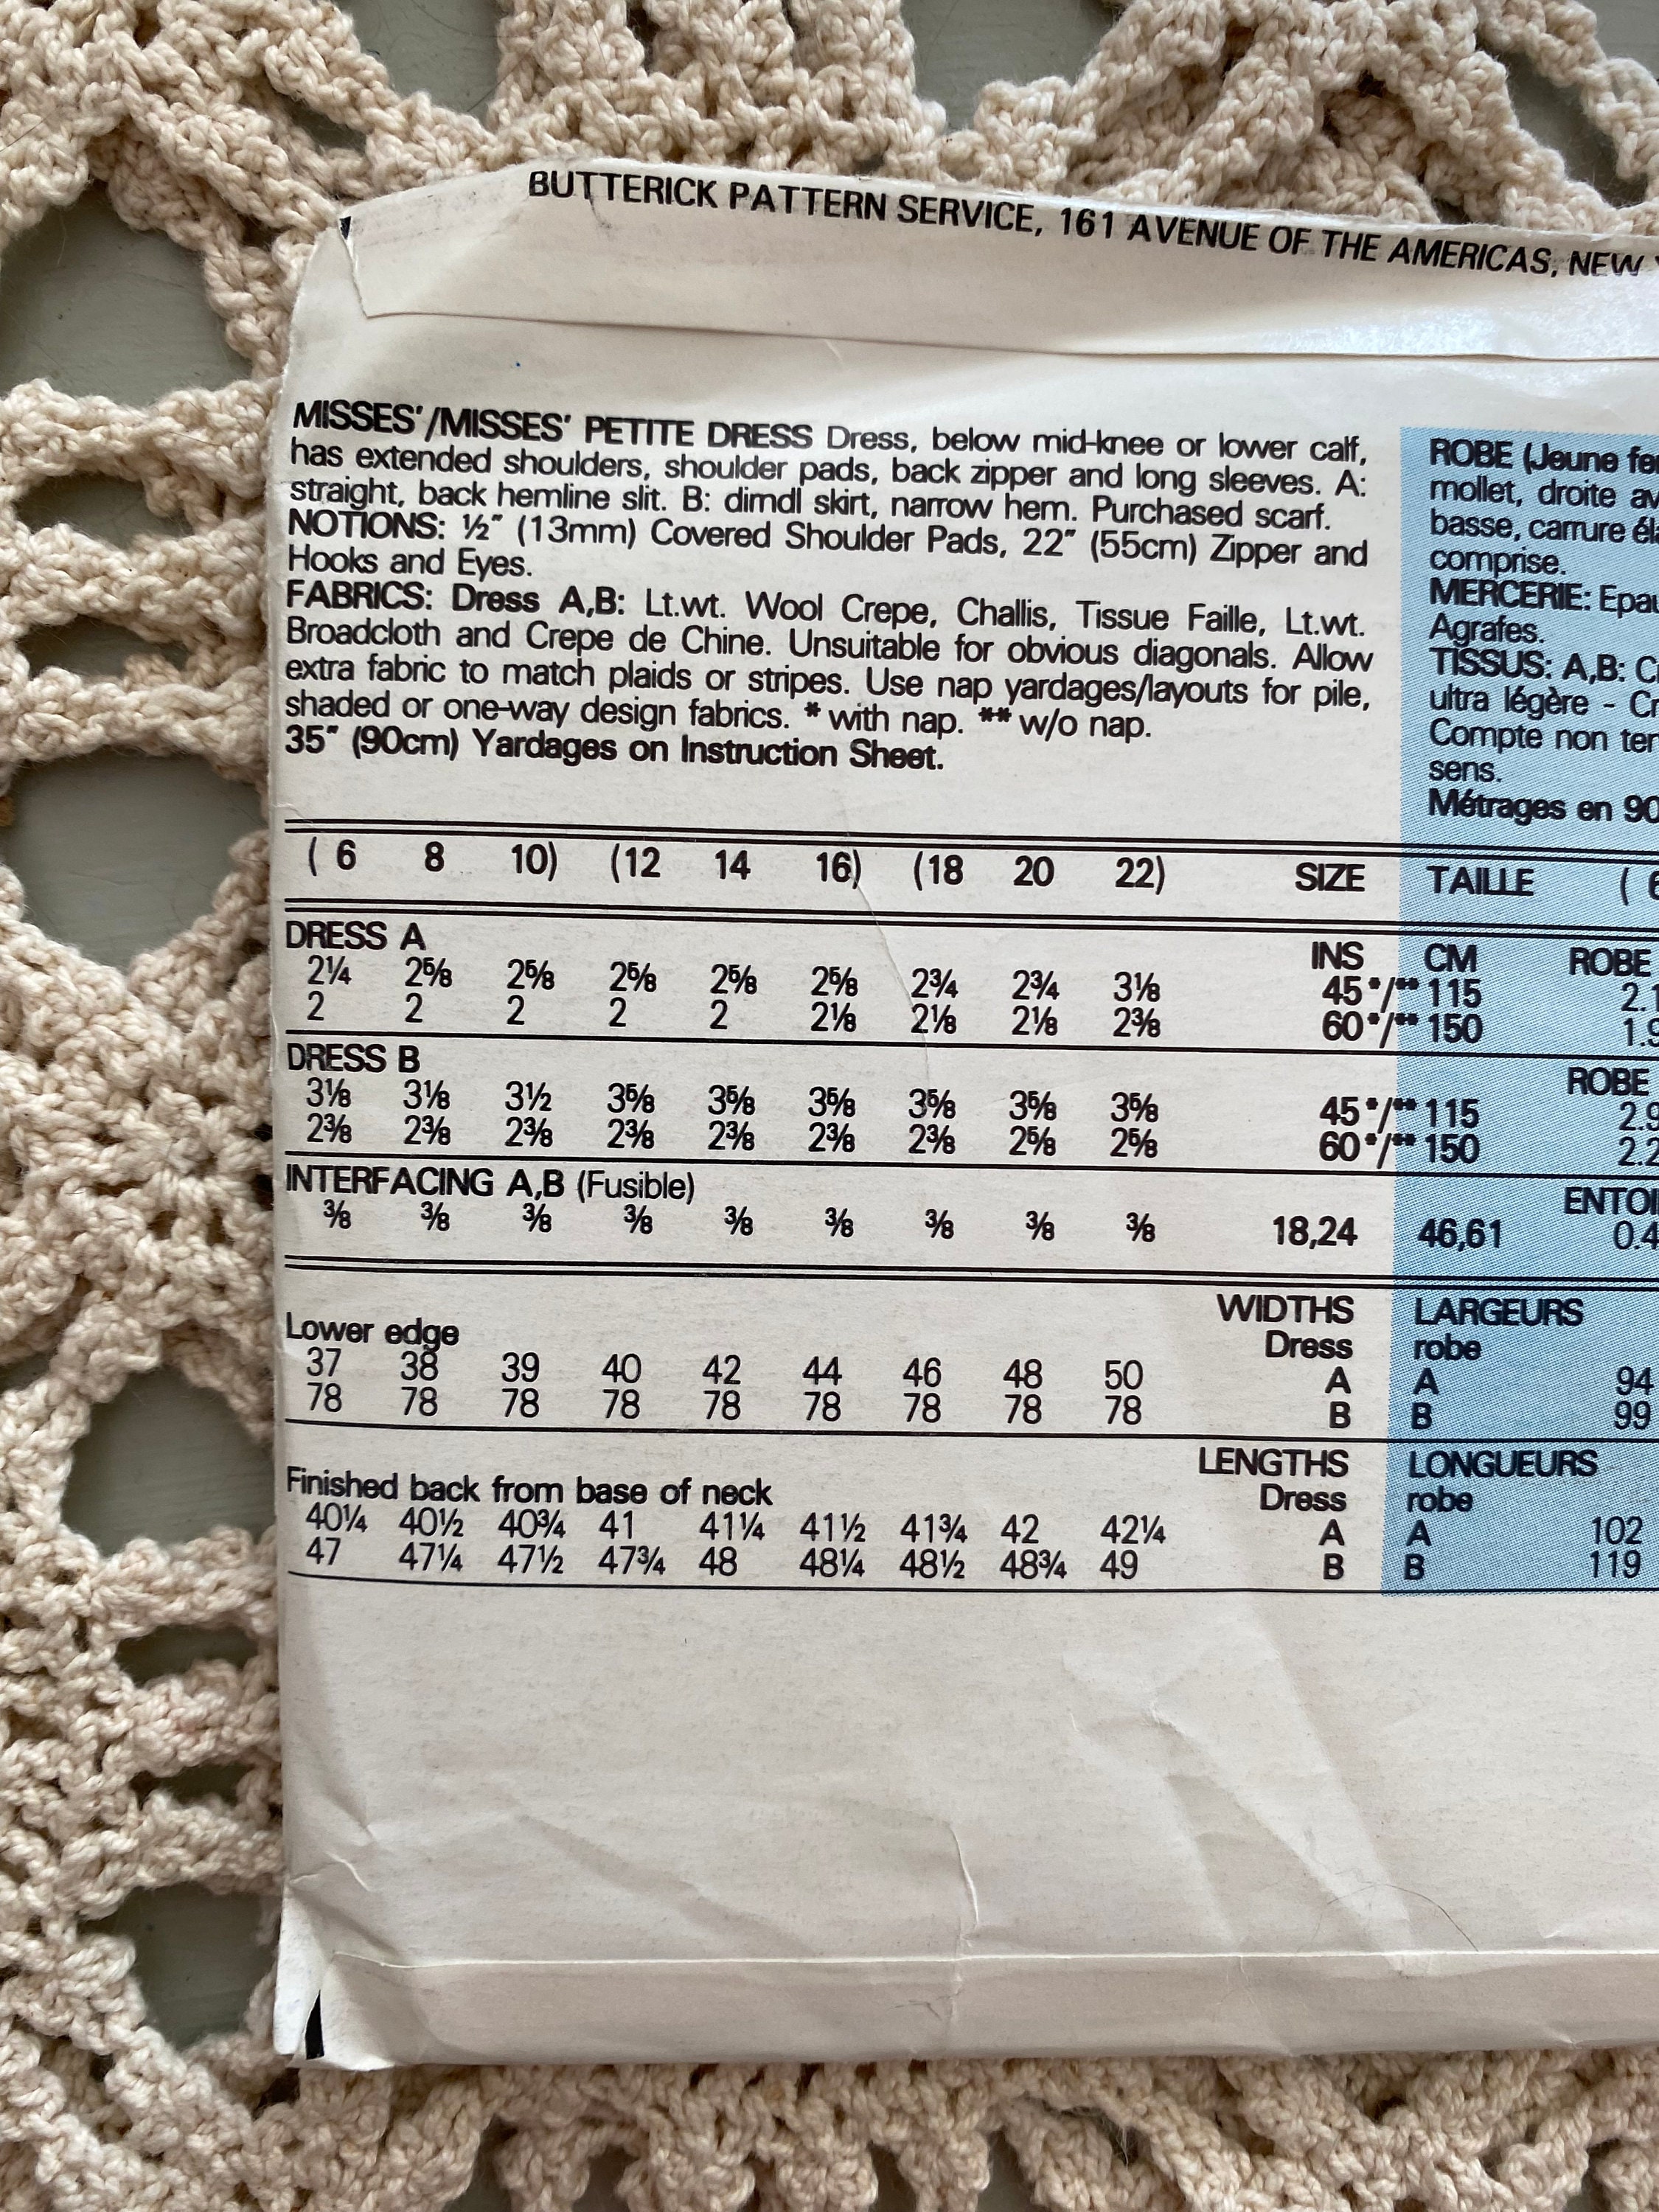 BUTTERICK PATTERN SERVICE, 161 AVENUE OF THE AMERICAS, NEW
MISSES'/MISSES' PETITE DRESS Dress, below mid-knee or lower calf,
has extended shoulders, shoulder pads, back zipper and long sleeves. A:
straight, back hemline slit. B: dirndl skirt, narrow hem. Purchased scarf.
NOTIONS: ½″ (13mm) Covered Shoulder Pads, 22″ (55cm) Zipper and
Hooks and Eyes.
FABRICS: Dress A,B: Lt.wt. Wool Crepe, Challis, Tissue Faille, Lt.wt.
Broadcloth and Crepe de Chine. Unsuitable for obvious diagonals. Allow
extra fabric to match plaids or stripes. Use nap yardages/layouts for pile,
shaded or one-way design fabrics. * with nap. ** w/o nap.
35″ (90cm) Yardages on Instruction Sheet.
ROBE (Jeune
mollet, droite
basse, carrure
comprise.
MERCERIE:
Agrafes.
TISSUS: A,B:
ultra légère -
Compte non
sens.
Métrages en 90
( 6 8 10) (12 14 16) (18 20 22) SIZE TAILLE (
DRESS A INS CM ROBE
2¼ 2⅝ 2⅝ 2⅝ 2⅝ 2⅝ 2¾ 2¾ 3⅛ 45*/** 115
2 2 2 2 2 2⅛ 2⅛ 2⅛ 2⅜ 60*/** 150
DRESS B ROBE
3⅛ 3⅛ 3½ 3⅝ 3⅝ 3⅝ 3⅝ 3⅝ 3⅝ 45*/** 115
2⅜ 2⅜ 2⅜ 2⅜ 2⅜ 2⅜ 2⅜ 2⅝ 2⅝ 60*/** 150
INTERFACING A,B (Fusible)
⅜ ⅜ ⅜ ⅜ ⅜ ⅜ ⅜ ⅜ ⅜ 18,24 46,61 0.4
WIDTHS LARGEURS
Lower edge Dress robe
37 38 39 40 42 44 46 48 50 A A 94
78 78 78 78 78 78 78 78 78 B B 99
LENGTHS LONGUEURS
Finished back from base of neck Dress robe
40¼ 40½ 40¾ 41 41¼ 41½ 41¾ 42 42¼ A A 102
47 47¼ 47½ 47¾ 48 48¼ 48½ 48¾ 49 B B 119